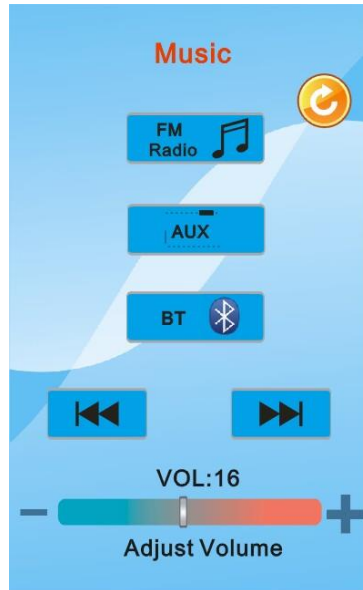 Music
FM
Radio
AUX
BT
VOL:16
Adjust Volume